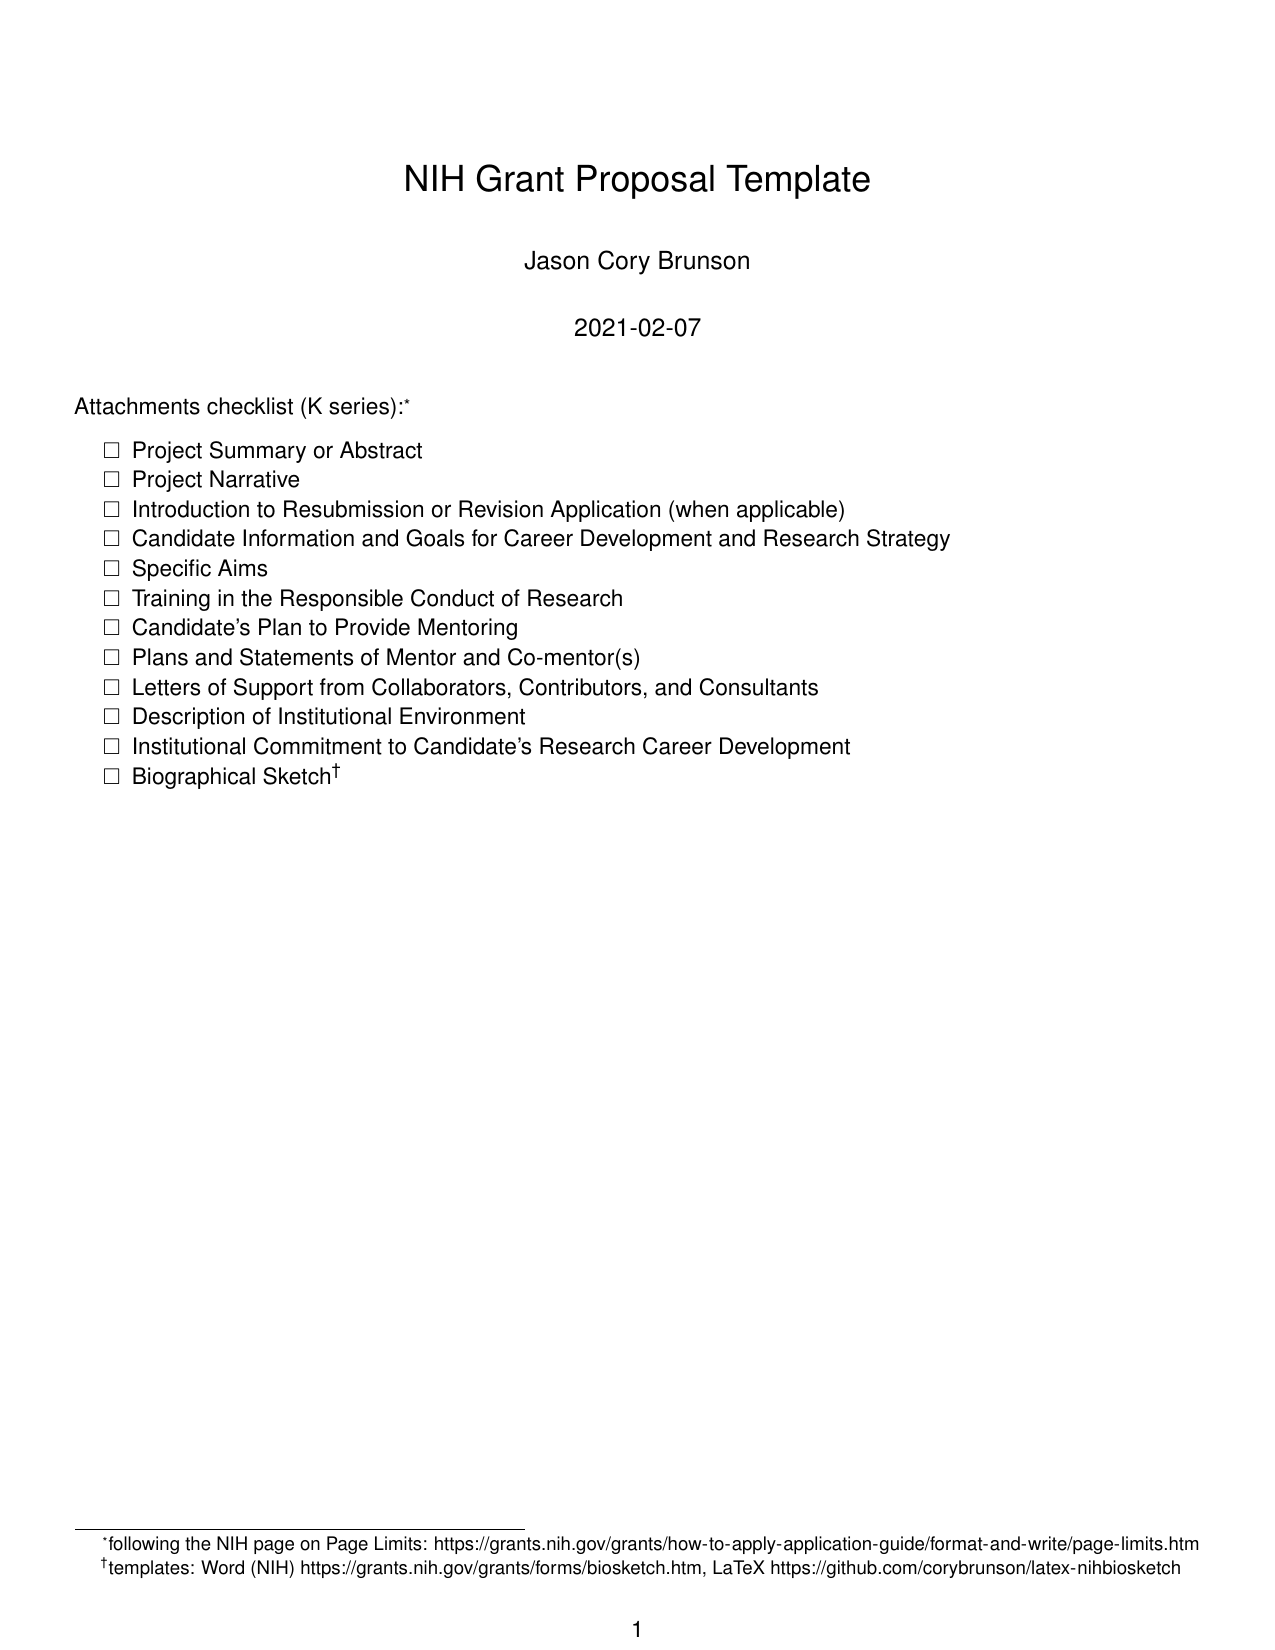 NIH Grant Proposal Template
Jason Cory Brunson
2021-02-07
Attachments checklist (K series):*
☐ Project Summary or Abstract
☐ Project Narrative
☐ Introduction to Resubmission or Revision Application (when applicable)
☐ Candidate Information and Goals for Career Development and Research Strategy
☐ Specific Aims
☐ Training in the Responsible Conduct of Research
☐ Candidate's Plan to Provide Mentoring
☐ Plans and Statements of Mentor and Co-mentor(s)
☐ Letters of Support from Collaborators, Contributors, and Consultants
☐ Description of Institutional Environment
☐ Institutional Commitment to Candidate's Research Career Development
☐ Biographical Sketch†
*following the NIH page on Page Limits: https://grants.nih.gov/grants/how-to-apply-application-guide/format-and-write/page-limits.htm
†templates: Word (NIH) https://grants.nih.gov/grants/forms/biosketch.htm, LaTeX https://github.com/corybrunson/latex-nihbiosketch
1